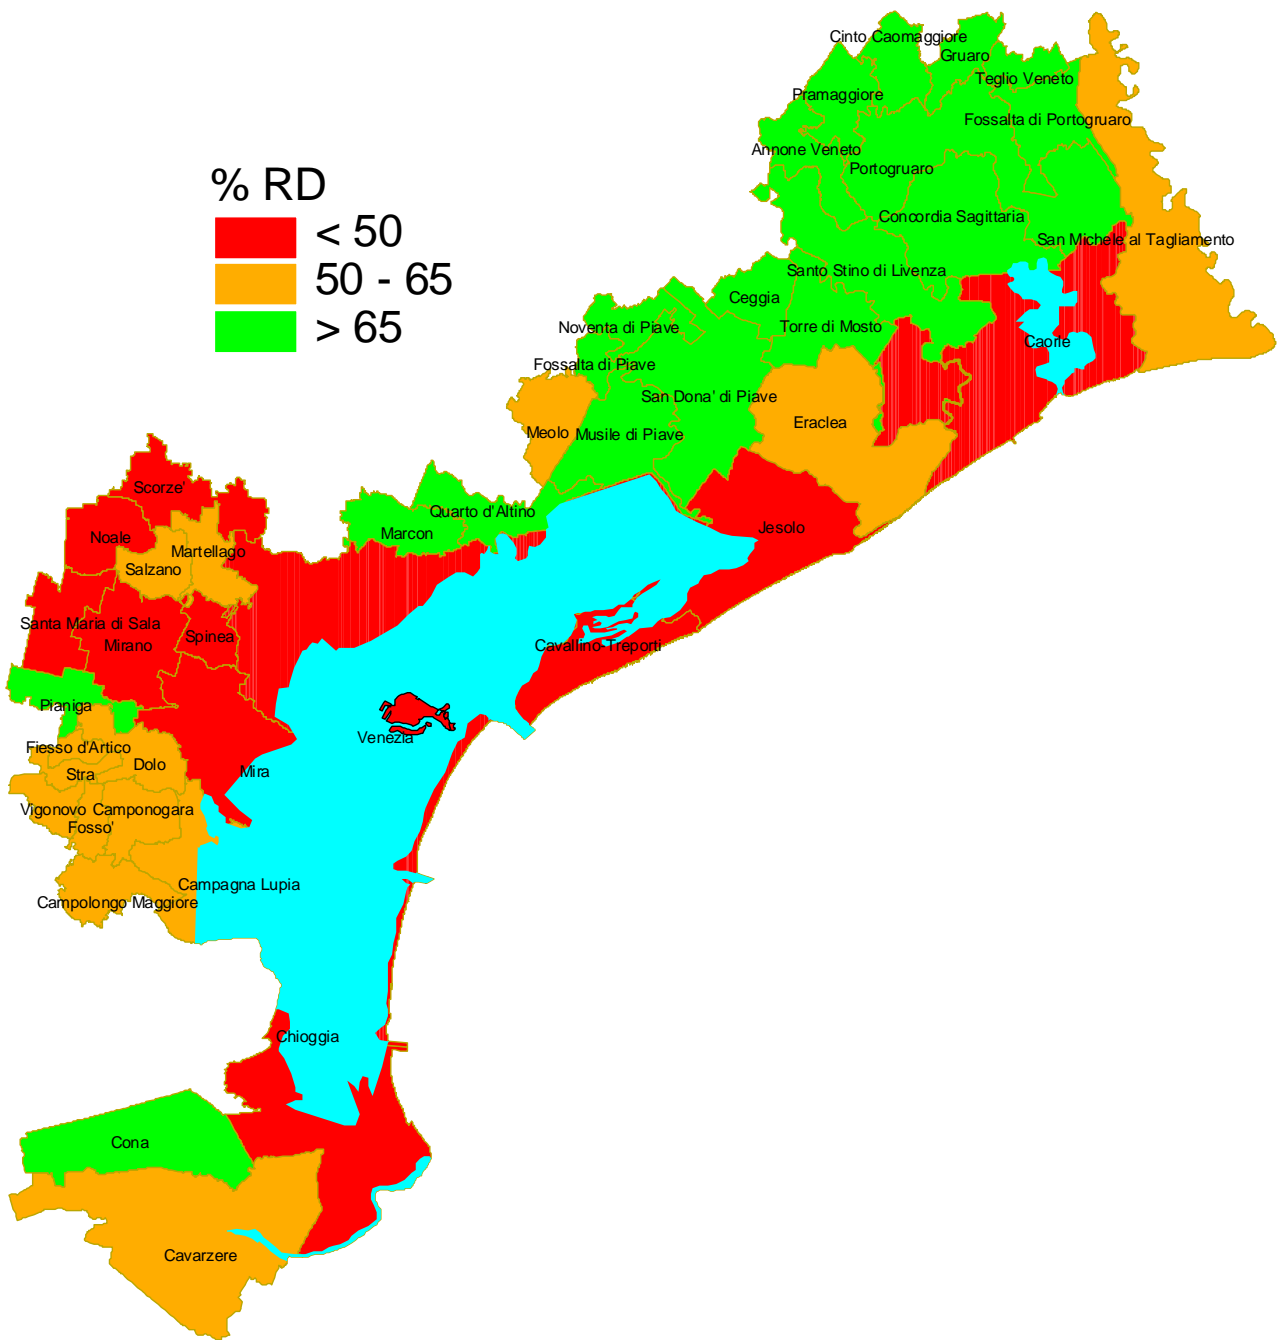 Cinto Caomaggiore
Gruaro
Teglio Veneto
Pramaggiore
Fossalta di Portogruaro
Annone Veneto
Portogruaro
% RD
< 50
50 - 65
> 65
Concordia Sagittaria
San Michele al Tagliamento
Santo Stino di Livenza
Ceggia
Noventa di Piave
Torre di Mosto
Caorle
Fossalta di Piave
San Dona' di Piave
Eraclea
Meolo
Musile di Piave
Scorze'
Quarto d'Altino
Jesolo
Noale
Marcon
Martellago
Salzano
Santa Maria di Sala
Spinea
Mirano
Cavallino-Treporti
Pianiga
Venezia
Fiesso d'Artico
Dolo
Stra
Mira
Vigonovo
Camponogara
Fosso'
Campagna Lupia
Campolongo Maggiore
Chioggia
Cona
Cavarzere